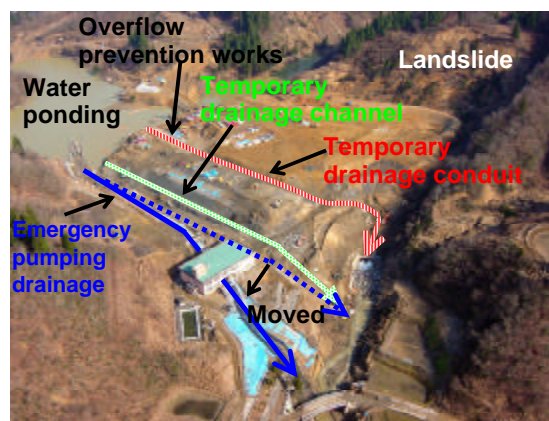 Overflow
prevention works
Landslide
Water
ponding
Temporary
drainage channel
Temporary
drainage conduit
Emergency
pumping
drainage
Moved